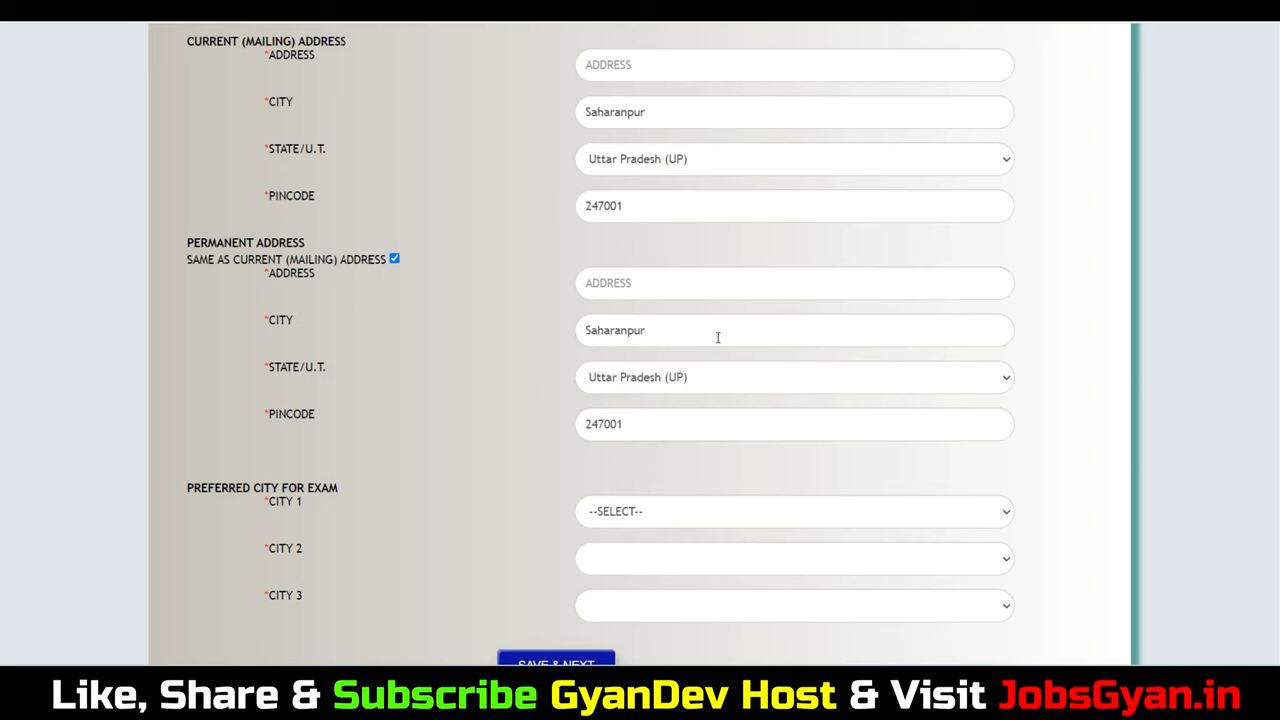 CURRENT (MAILING) ADDRESS
*ADDRESS
ADDRESS
*CITY
Saharanpur
*STATE/U.T.
Uttar Pradesh (UP)
*PINCODE
247001
PERMANENT ADDRESS
SAME AS CURRENT (MAILING) ADDRESS
*ADDRESS
ADDRESS
*CITY
Saharanpur
*STATE/U.T.
Uttar Pradesh (UP)
*PINCODE
247001
PREFERRED CITY FOR EXAM
*CITY 1
--SELECT--
*CITY 2
*CITY 3
SAVE & NEXT
Like, Share & Subscribe GyanDev Host & Visit JobsGyan.in